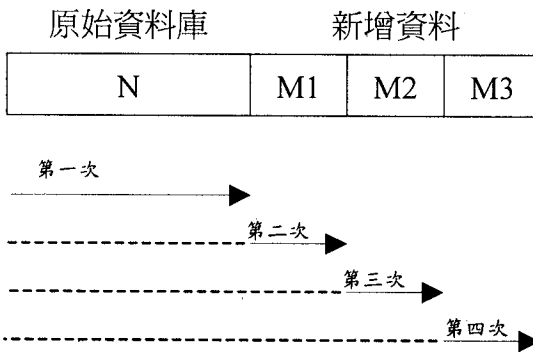 原始資料庫 新增資料
N M1 M2 M3
第一次
第二次
第三次
第四次